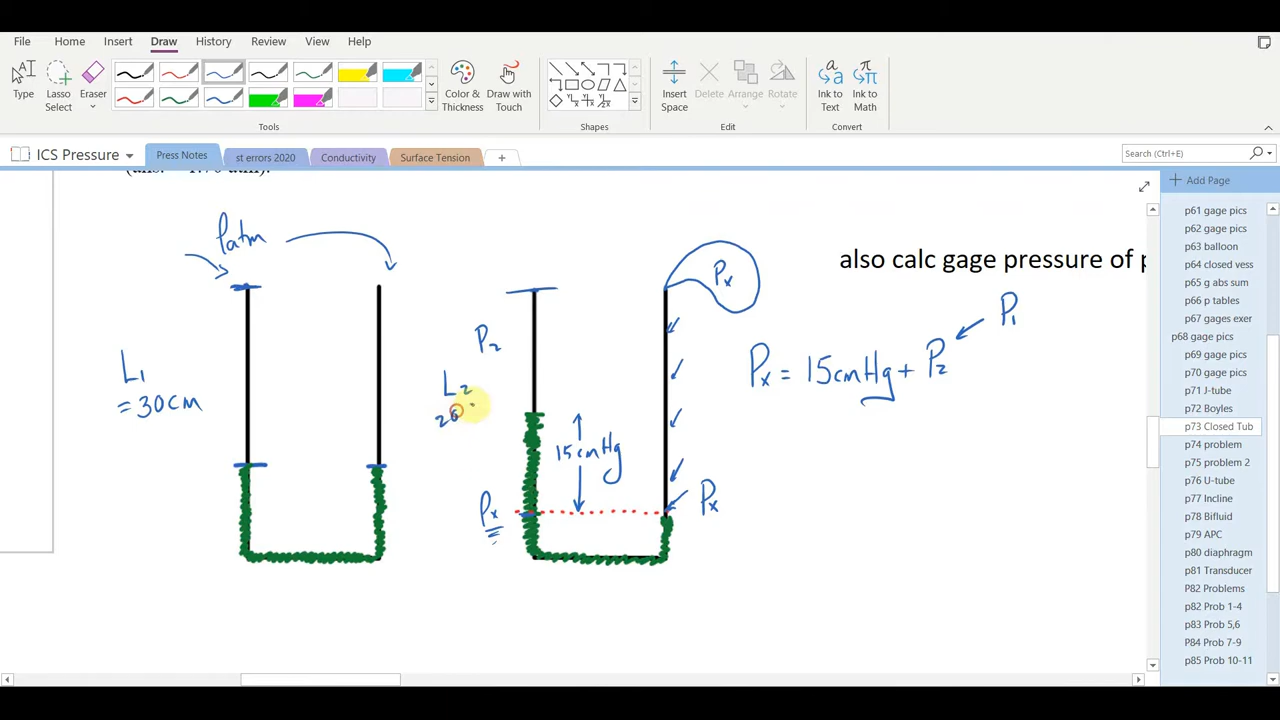 File Home Insert Draw History Review View Help
Type Lasso Select Eraser Color & Thickness Draw with Touch Insert Space Delete Arrange Rotate Ink to Text Ink to Math
Tools Shapes Edit Convert
ICS Pressure Press Notes st errors 2020 Conductivity Surface Tension Search (Ctrl+E)
Add Page
Patm
L1
= 30cm
P2
L2
20
15cmHg
Px
Px
Px
also calc gage pressure of p
P1
Px = 15cmHg + P2
p61 gage pics
p62 gage pics
p63 balloon
p64 closed vess
p65 g abs sum
p66 p tables
p67 gages exer
p68 gage pics
p69 gage pics
p70 gage pics
p71 J-tube
p72 Boyles
p73 Closed Tub
p74 problem
p75 problem 2
p76 U-tube
p77 Incline
p78 Bifluid
p79 APC
p80 diaphragm
p81 Transducer
P82 Problems
p82 Prob 1-4
p83 Prob 5,6
P84 Prob 7-9
p85 Prob 10-11